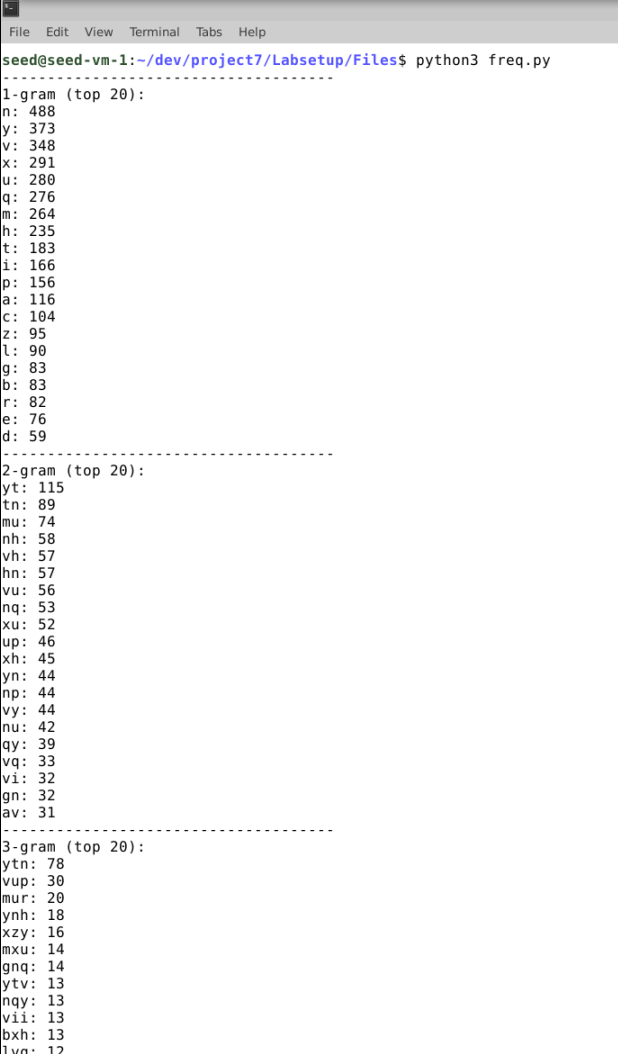 File Edit View Terminal Tabs Help
seed@seed-vm-1:~/dev/project7/Labsetup/Files$ python3 freq.py
-------------------------------------
1-gram (top 20):
n: 488
y: 373
v: 348
x: 291
u: 280
q: 276
m: 264
h: 235
t: 183
i: 166
p: 156
a: 116
c: 104
z: 95
l: 90
g: 83
b: 83
r: 82
e: 76
d: 59
-------------------------------------
2-gram (top 20):
yt: 115
tn: 89
mu: 74
nh: 58
vh: 57
hn: 57
vu: 56
nq: 53
xu: 52
up: 46
xh: 45
yn: 44
np: 44
vy: 44
nu: 42
qy: 39
vq: 33
vi: 32
gn: 32
av: 31
-------------------------------------
3-gram (top 20):
ytn: 78
vup: 30
mur: 20
ynh: 18
xzy: 16
mxu: 14
gnq: 14
ytv: 13
nqy: 13
vii: 13
bxh: 13
lvq: 12